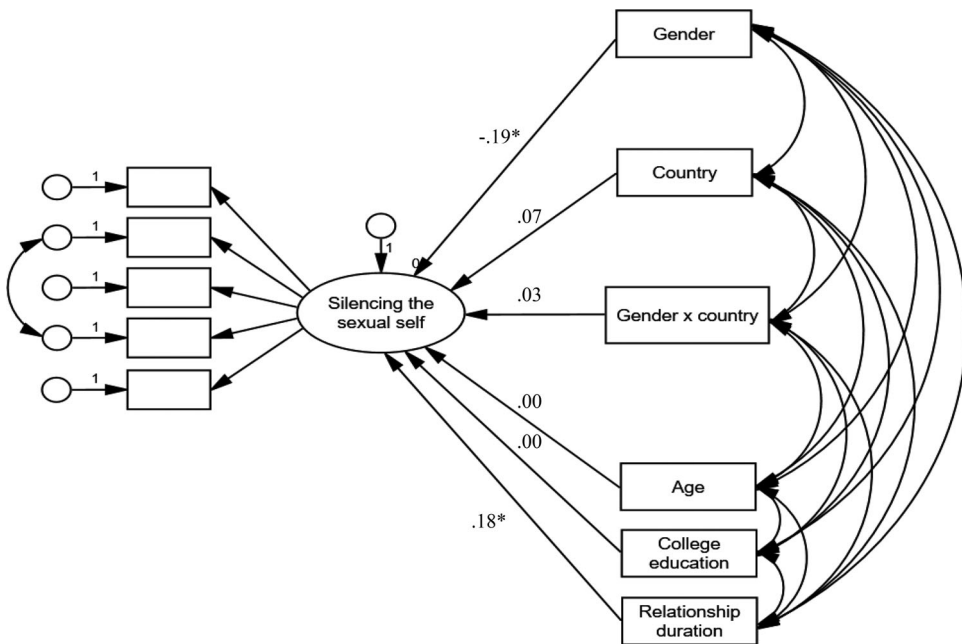 Gender
-.19*
Country
.07
1
1
1
1
1
1
0
Silencing the
sexual self
.03
Gender x country
.00
.00
Age
.18*
College
education
Relationship
duration